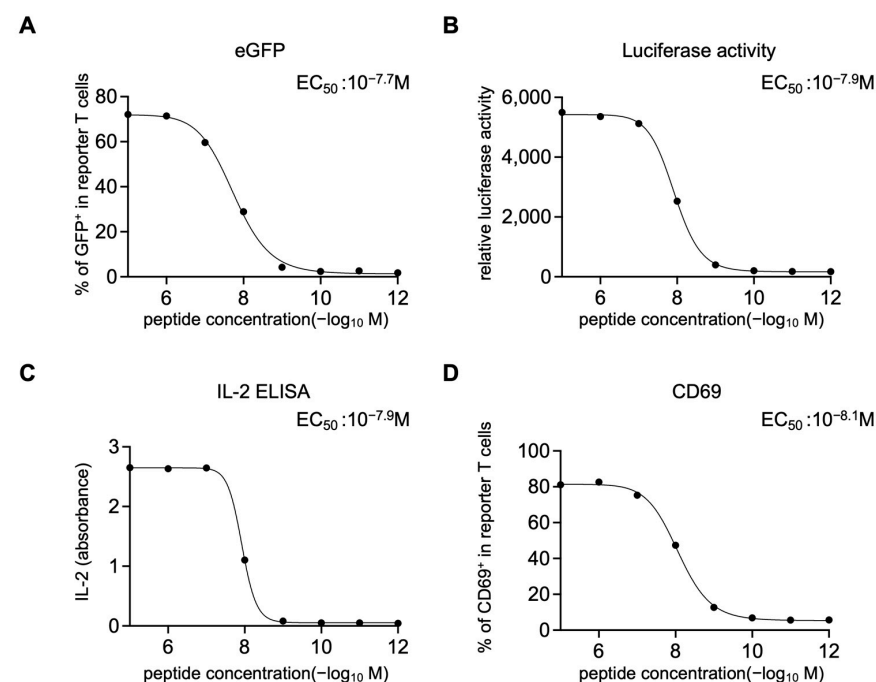 A
eGFP
EC₅₀ :10⁻⁷·⁷M
% of GFP⁺ in reporter T cells
80
60
40
20
0
6 8 10 12
peptide concentration(−log₁₀ M)
B
Luciferase activity
EC₅₀ :10⁻⁷·⁹M
relative luciferase activity
6,000
4,000
2,000
0
6 8 10 12
peptide concentration(−log₁₀ M)
C
IL-2 ELISA
EC₅₀ :10⁻⁷·⁹M
IL-2 (absorbance)
3
2
1
0
6 8 10 12
peptide concentration(−log₁₀ M)
D
CD69
EC₅₀ :10⁻⁸·¹M
% of CD69⁺ in reporter T cells
100
80
60
40
20
0
6 8 10 12
peptide concentration(−log₁₀ M)